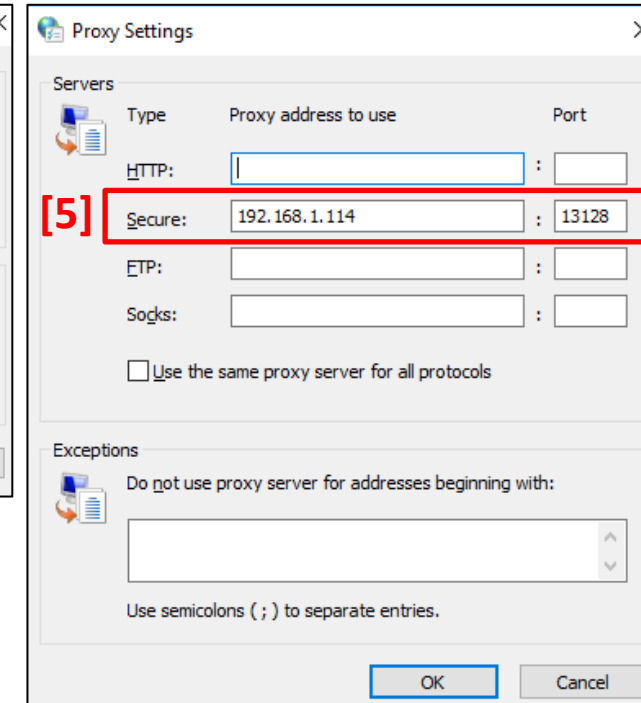 Proxy Settings
Servers
Type Proxy address to use Port
HTTP: :
[5] Secure: 192.168.1.114 : 13128
FTP: :
Socks: :
Use the same proxy server for all protocols
Exceptions
Do not use proxy server for addresses beginning with:
Use semicolons ( ; ) to separate entries.
OK Cancel